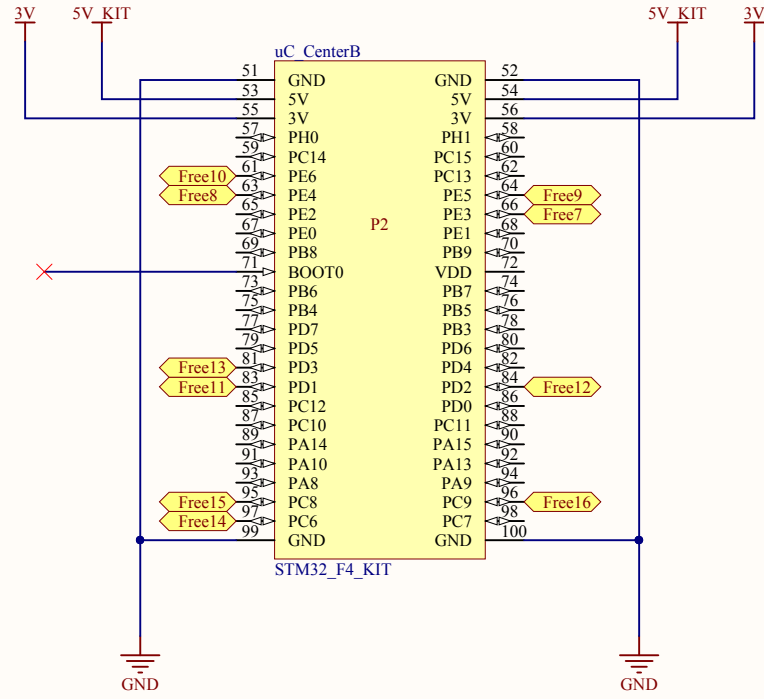 3V 5V_KIT 5V_KIT 3V
uC_CenterB
51 GND GND 52
53 5V 5V 54
55 3V 3V 56
57 PH0 PH1 58
59 PC14 PC15 60
Free10 61 PE6 PC13 62
Free8 63 PE4 PE5 64 Free9
65 PE2 PE3 66 Free7
67 PE0 PE1 68
P2
69 PB8 PB9 70
71 BOOT0 VDD 72
73 PB6 PB7 74
75 PB4 PB5 76
77 PD7 PB3 78
79 PD5 PD6 80
Free13 81 PD3 PD4 82
Free11 83 PD1 PD2 84 Free12
85 PC12 PD0 86
87 PC10 PC11 88
89 PA14 PA15 90
91 PA10 PA13 92
93 PA8 PA9 94
Free15 95 PC8 PC9 96 Free16
Free14 97 PC6 PC7 98
99 GND GND 100
STM32_F4_KIT
GND GND